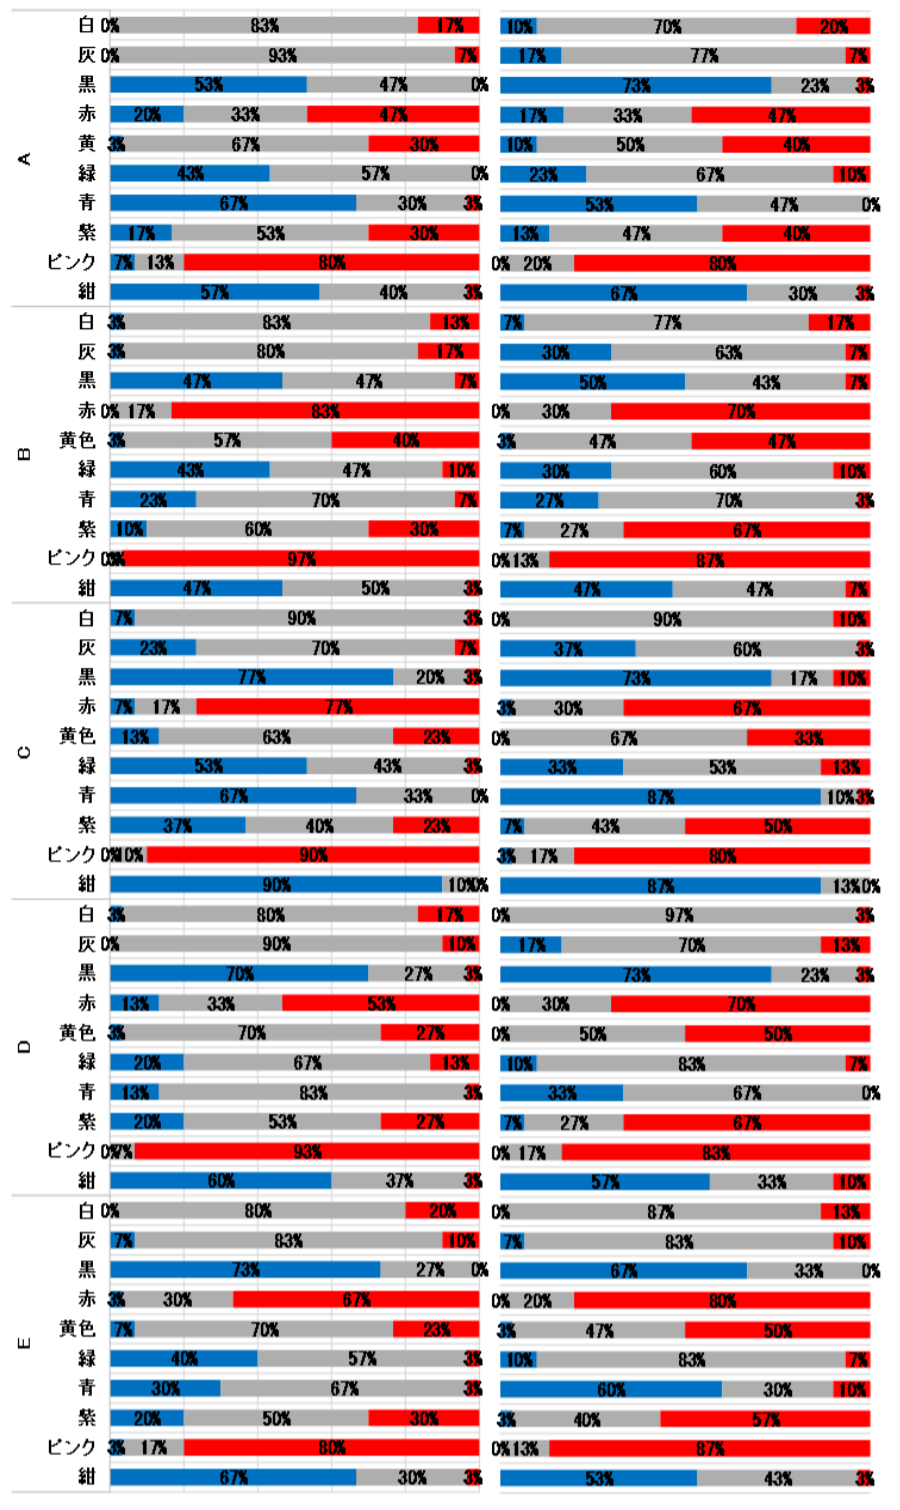 A
白 0% 83% 17% 10% 70% 20%
灰 0% 93% 7% 17% 77% 7%
黒 53% 47% 0% 73% 23% 3%
赤 20% 33% 47% 17% 33% 47%
黄 3% 67% 30% 10% 50% 40%
緑 43% 57% 0% 23% 67% 10%
青 67% 30% 3% 53% 47% 0%
紫 17% 53% 30% 13% 47% 40%
ピンク 7% 13% 80% 0% 20% 80%
紺 57% 40% 3% 67% 30% 3%
B
白 3% 83% 13% 7% 77% 17%
灰 3% 80% 17% 30% 63% 7%
黒 47% 47% 7% 50% 43% 7%
赤 0% 17% 83% 0% 30% 70%
黄色 3% 57% 40% 3% 47% 47%
緑 43% 47% 10% 30% 60% 10%
青 23% 70% 7% 27% 70% 3%
紫 10% 60% 30% 7% 27% 67%
ピンク 0% 97% 0% 13% 87%
紺 47% 50% 3% 47% 47% 7%
C
白 7% 90% 3% 0% 90% 10%
灰 23% 70% 7% 37% 60% 3%
黒 77% 20% 3% 73% 17% 10%
赤 7% 17% 77% 3% 30% 67%
黄色 13% 63% 23% 0% 67% 33%
緑 53% 43% 3% 33% 53% 13%
青 67% 33% 0% 87% 10% 3%
紫 37% 40% 23% 7% 43% 50%
ピンク 0% 10% 90% 3% 17% 80%
紺 90% 10% 0% 87% 13% 0%
D
白 3% 80% 17% 0% 97% 3%
灰 0% 90% 10% 17% 70% 13%
黒 70% 27% 3% 73% 23% 3%
赤 13% 33% 53% 0% 30% 70%
黄色 3% 70% 27% 0% 50% 50%
緑 20% 67% 13% 10% 83% 7%
青 13% 83% 3% 33% 67% 0%
紫 20% 53% 27% 7% 27% 67%
ピンク 0% 7% 93% 0% 17% 83%
紺 60% 37% 3% 57% 33% 10%
E
白 0% 80% 20% 0% 87% 13%
灰 7% 83% 10% 7% 83% 10%
黒 73% 27% 0% 67% 33% 0%
赤 3% 30% 67% 0% 20% 80%
黄色 7% 70% 23% 3% 47% 50%
緑 40% 57% 3% 10% 83% 7%
青 30% 67% 3% 60% 30% 10%
紫 20% 50% 30% 3% 40% 57%
ピンク 3% 17% 80% 0% 13% 87%
紺 67% 30% 3% 53% 43% 3%